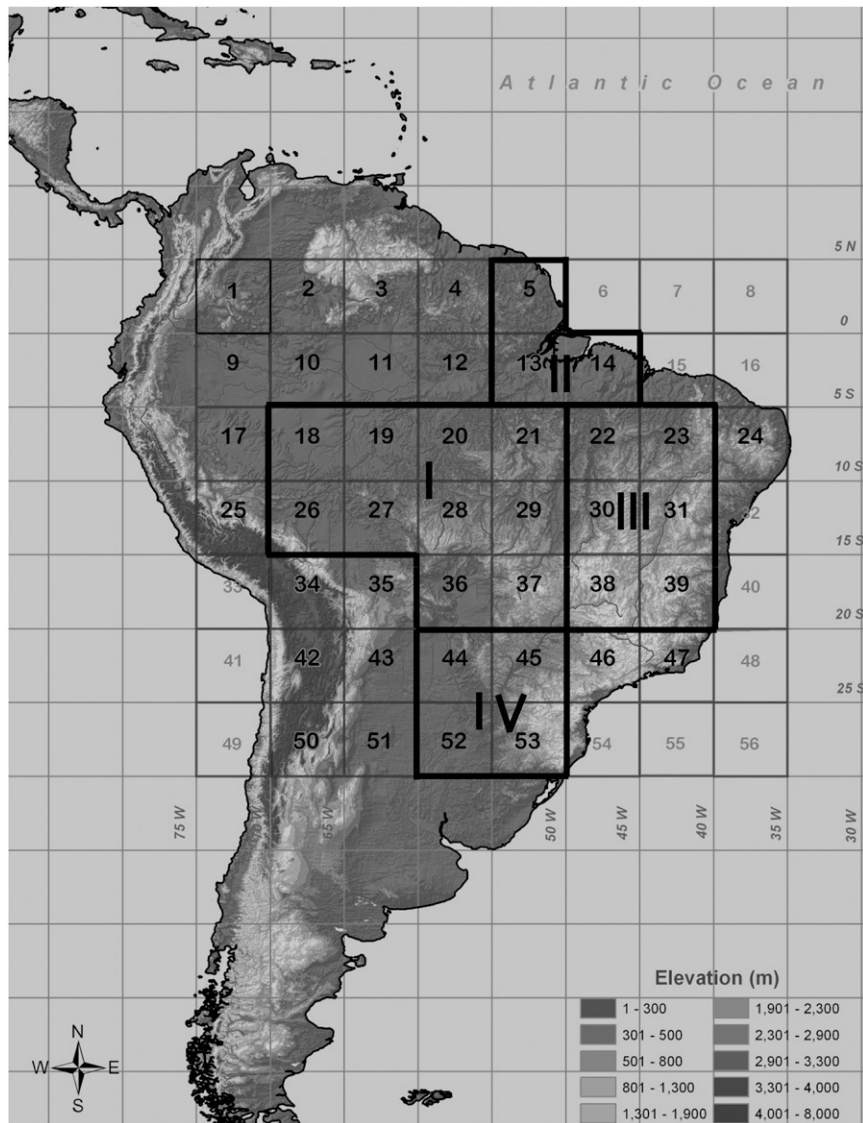 Atlantic Ocean
5 N
1 2 3 4 5 6 7 8
0
9 10 11 12 13 II 14 15 16
5 S
17 18 19 20 21 22 23 24
10 S
I III
25 26 27 28 29 30 31 32
15 S
33 34 35 36 37 38 39 40
20 S
41 42 43 44 45 46 47 48
25 S
IV
49 50 51 52 53 54 55 56
75 W 65 W 50 W 45 W 40 W 35 W 30 W
Elevation (m)
1 - 300 1,901 - 2,300
301 - 500 2,301 - 2,900
501 - 800 2,901 - 3,300
801 - 1,300 3,301 - 4,000
1,301 - 1,900 4,001 - 8,000
N
W E
S